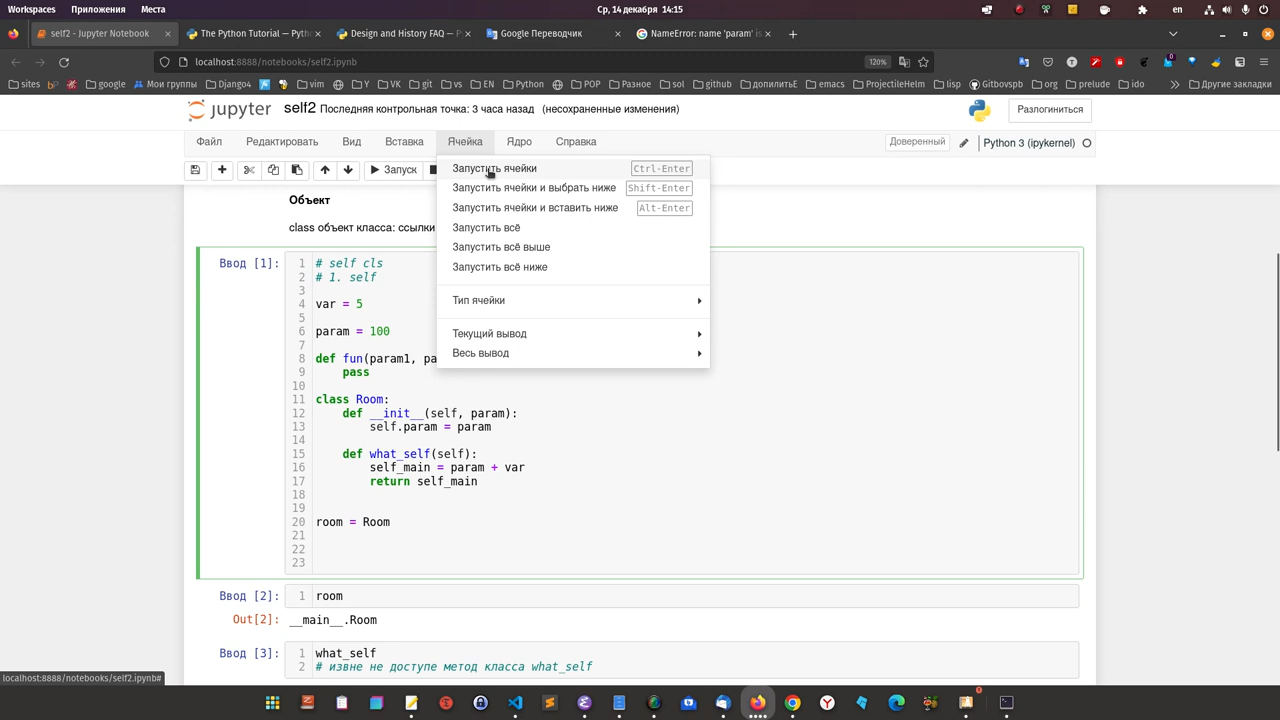 Workspaces Приложения Места
Ср, 14 декабря 14:15
en
self2 - Jupyter Notebook
The Python Tutorial — Pyth
Design and History FAQ — P
Google Переводчик
NameError: name 'param' is
localhost:8888/notebooks/self2.ipynb
120%
sites bp google Мои группы Django4 vim Y VK git vs EN Python POP Разное sol github допилитьЕ emacs ProjectileHelm lisp Gitbovspb org prelude ido Другие закладки
jupyter self2 Последняя контрольная точка: 3 часа назад (несохраненные изменения)
Разлогиниться
Файл Редактировать Вид Вставка Ячейка Ядро Справка
Доверенный
Python 3 (ipykernel)
Запуск
Запустить ячейки Ctrl-Enter
Запустить ячейки и выбрать ниже Shift-Enter
Запустить ячейки и вставить ниже Alt-Enter
Запустить всё
Запустить всё выше
Запустить всё ниже
Тип ячейки
Текущий вывод
Весь вывод
Объект
class объект класса: ссылки
Ввод [1]:
1 # self cls
2 # 1. self
3
4 var = 5
5
6 param = 100
7
8 def fun(param1, pa
9 pass
10
11 class Room:
12 def __init__(self, param):
13 self.param = param
14
15 def what_self(self):
16 self_main = param + var
17 return self_main
18
19
20 room = Room
21
22
23
Ввод [2]:
1 room
Out[2]: __main__.Room
Ввод [3]:
1 what_self
2 # извне не доступе метод класса what_self
localhost:8888/notebooks/self2.ipynb#